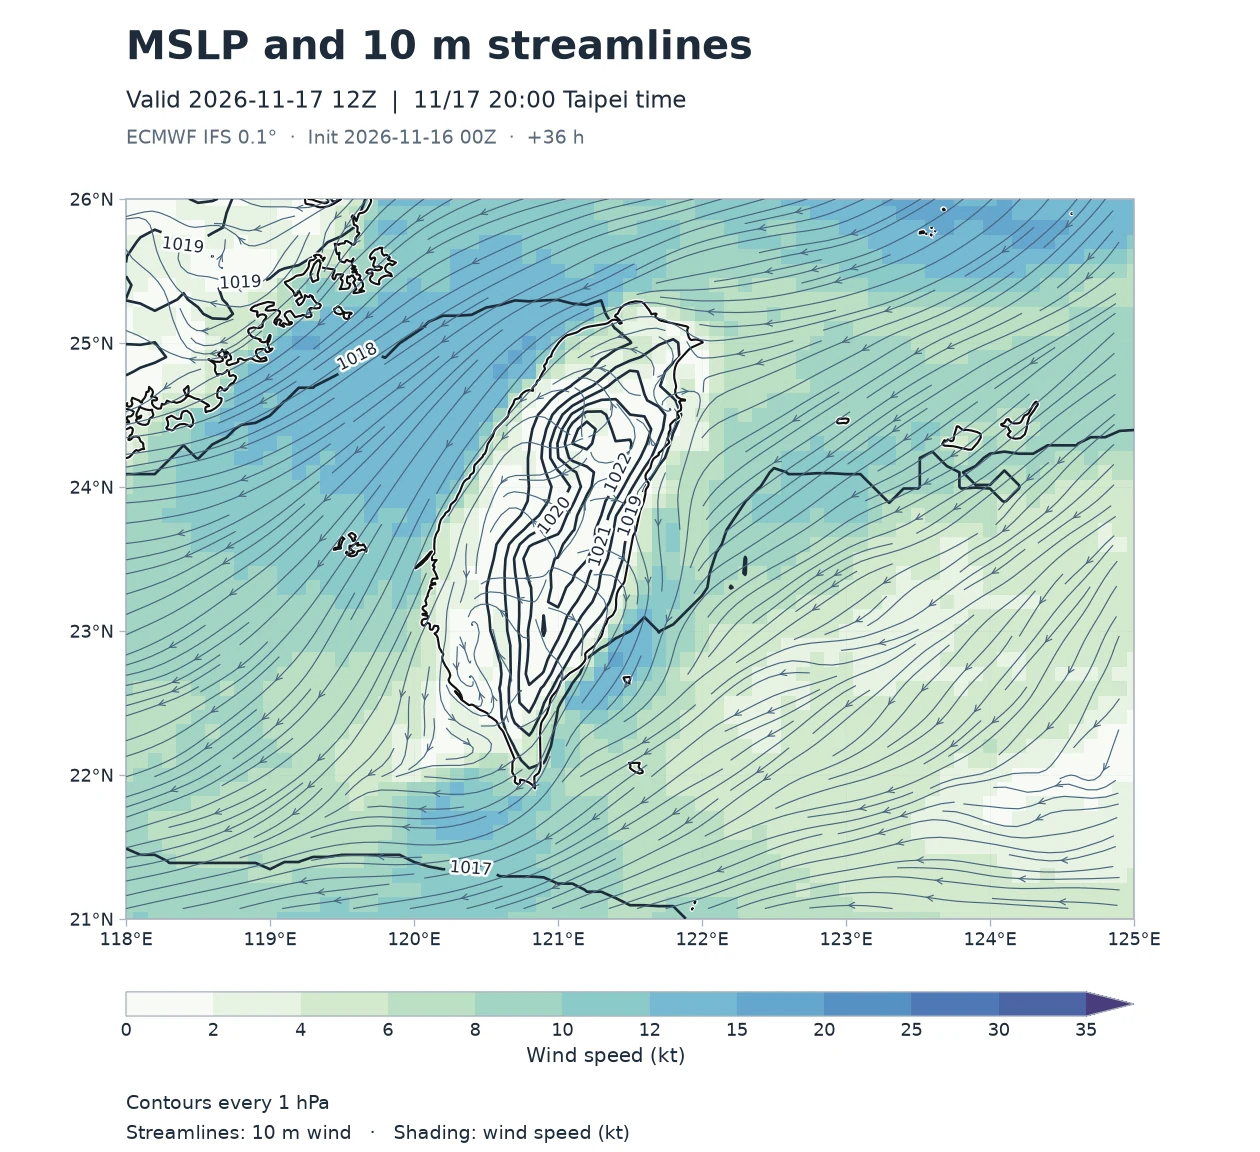 MSLP and 10 m streamlines
Valid 2026-11-17 12Z | 11/17 20:00 Taipei time
ECMWF IFS 0.1° · Init 2026-11-16 00Z · +36 h
26°N
25°N
24°N
23°N
22°N
21°N
1019
1019
1018
1022
1020
1019
1021
1017
118°E 119°E 120°E 121°E 122°E 123°E 124°E 125°E
0 2 4 6 8 10 12 15 20 25 30 35
Wind speed (kt)
Contours every 1 hPa
Streamlines: 10 m wind · Shading: wind speed (kt)